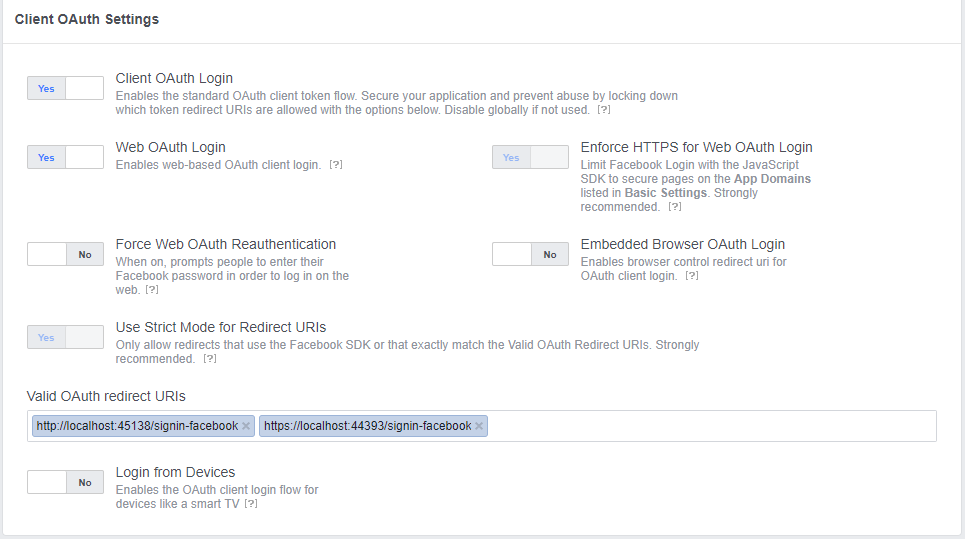 Client OAuth Settings
Yes
Client OAuth Login
Enables the standard OAuth client token flow. Secure your application and prevent abuse by locking down
which token redirect URIs are allowed with the options below. Disable globally if not used. [?]
Yes
Web OAuth Login
Enables web-based OAuth client login. [?]
Yes
Enforce HTTPS for Web OAuth Login
Limit Facebook Login with the JavaScript
SDK to secure pages on the App Domains
listed in Basic Settings. Strongly
recommended. [?]
No
Force Web OAuth Reauthentication
When on, prompts people to enter their
Facebook password in order to log in on the
web. [?]
No
Embedded Browser OAuth Login
Enables browser control redirect uri for
OAuth client login. [?]
Yes
Use Strict Mode for Redirect URIs
Only allow redirects that use the Facebook SDK or that exactly match the Valid OAuth Redirect URIs. Strongly
recommended. [?]
Valid OAuth redirect URIs
http://localhost:45138/signin-facebook × https://localhost:44393/signin-facebook ×
No
Login from Devices
Enables the OAuth client login flow for
devices like a smart TV [?]